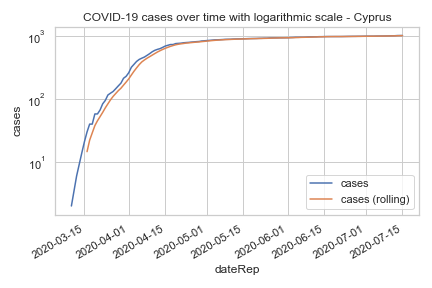 COVID-19 cases over time with logarithmic scale - Cyprus
10³
10²
10¹
cases
cases
cases (rolling)
2020-03-15
2020-04-01
2020-04-15
2020-05-01
2020-05-15
2020-06-01
2020-06-15
2020-07-01
2020-07-15
dateRep